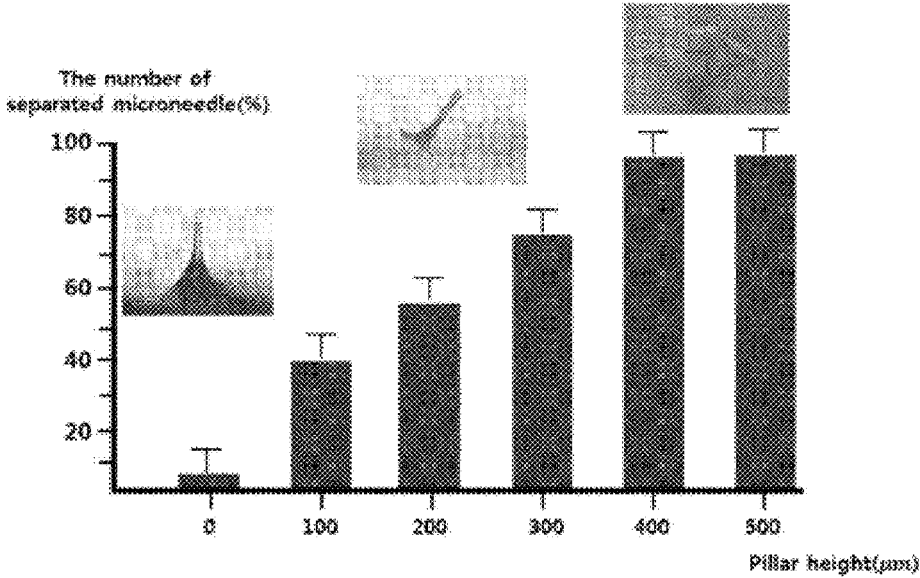 The number of
separated microneedle(%)
100
80
60
40
20
0 100 200 300 400 500
Pillar height(μm)